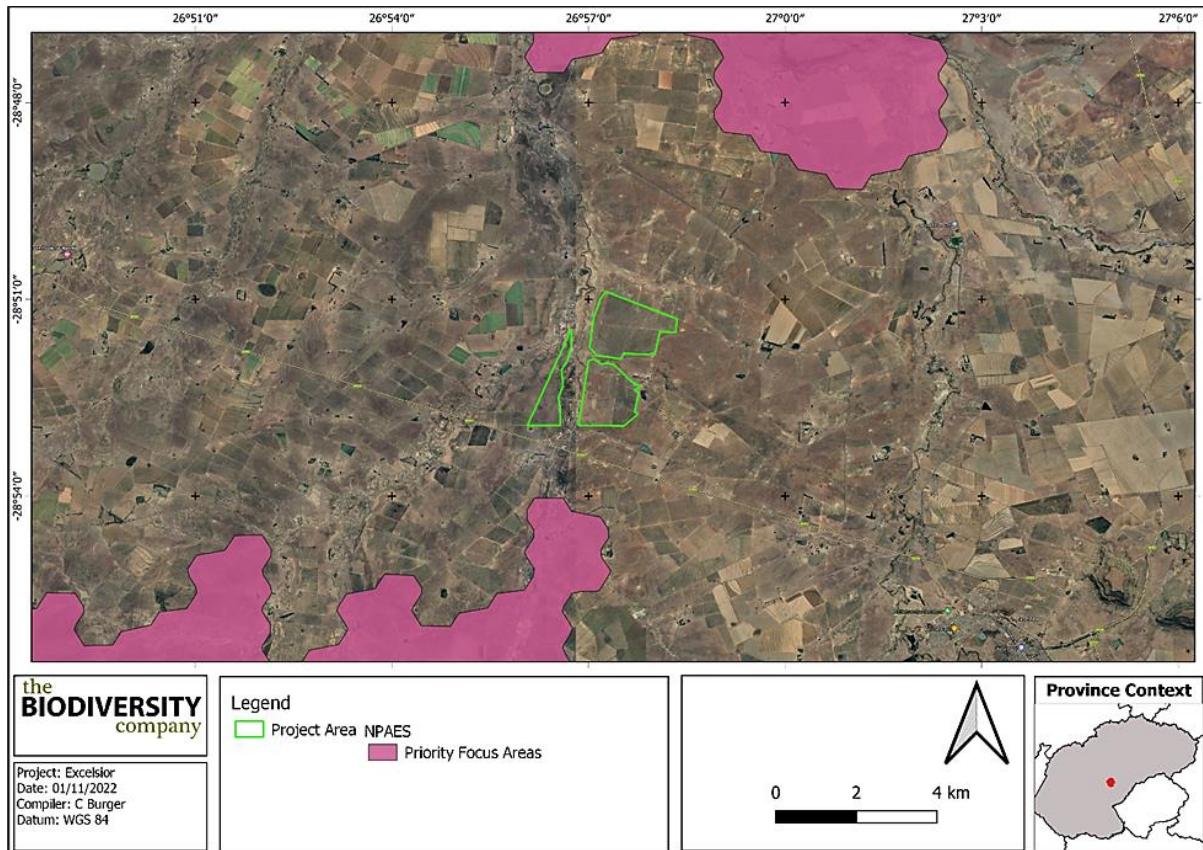 26°51'0" 26°54'0" 26°57'0" 27°0'0" 27°3'0" 27°6'0"
-28°48'0"
-28°51'0"
-28°54'0"
the
BIODIVERSITY
company
Project: Excelsior
Date: 01/11/2022
Compiler: C Burger
Datum: WGS 84
Legend
Project Area NPAES
Priority Focus Areas
0 2 4 km
Province Context